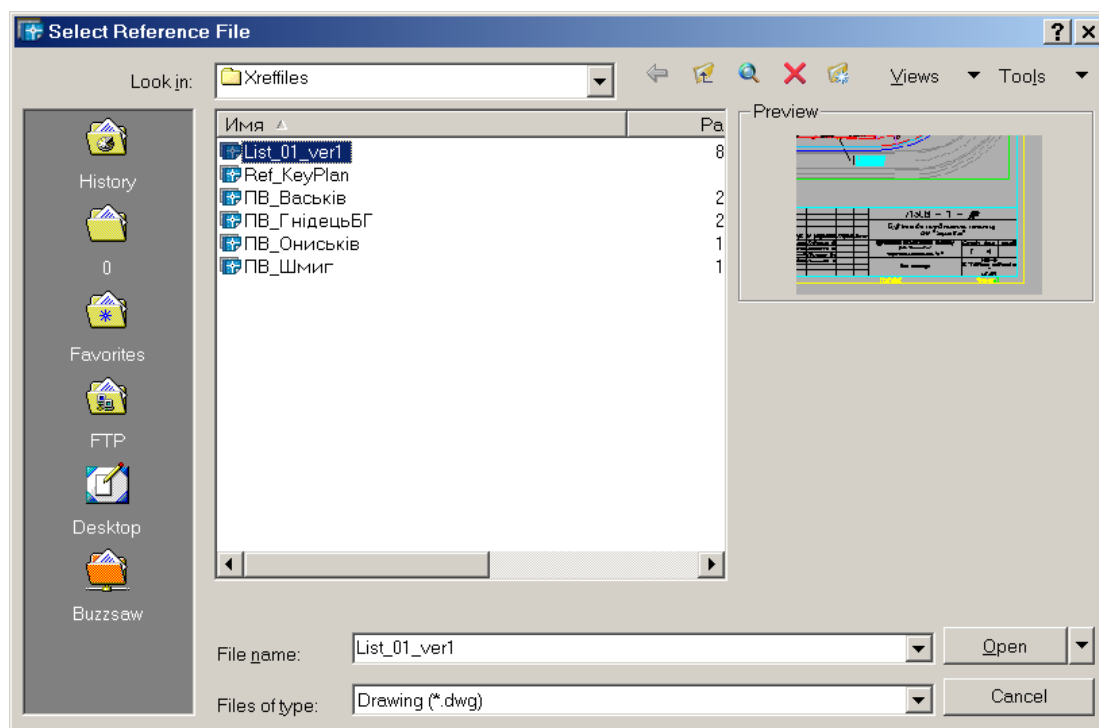 Select Reference File
Look in: Xreffiles Views Tools
History
0
Favorites
FTP
Desktop
Buzzsaw
Имя Ра
List_01_ver1 8
Ref_KeyPlan
ПВ_Васьків 2
ПВ_ГнідецьБГ 2
ПВ_Ониськів 1
ПВ_Шмиг 1
Preview
File name: List_01_ver1 Open
Files of type: Drawing (*.dwg) Cancel